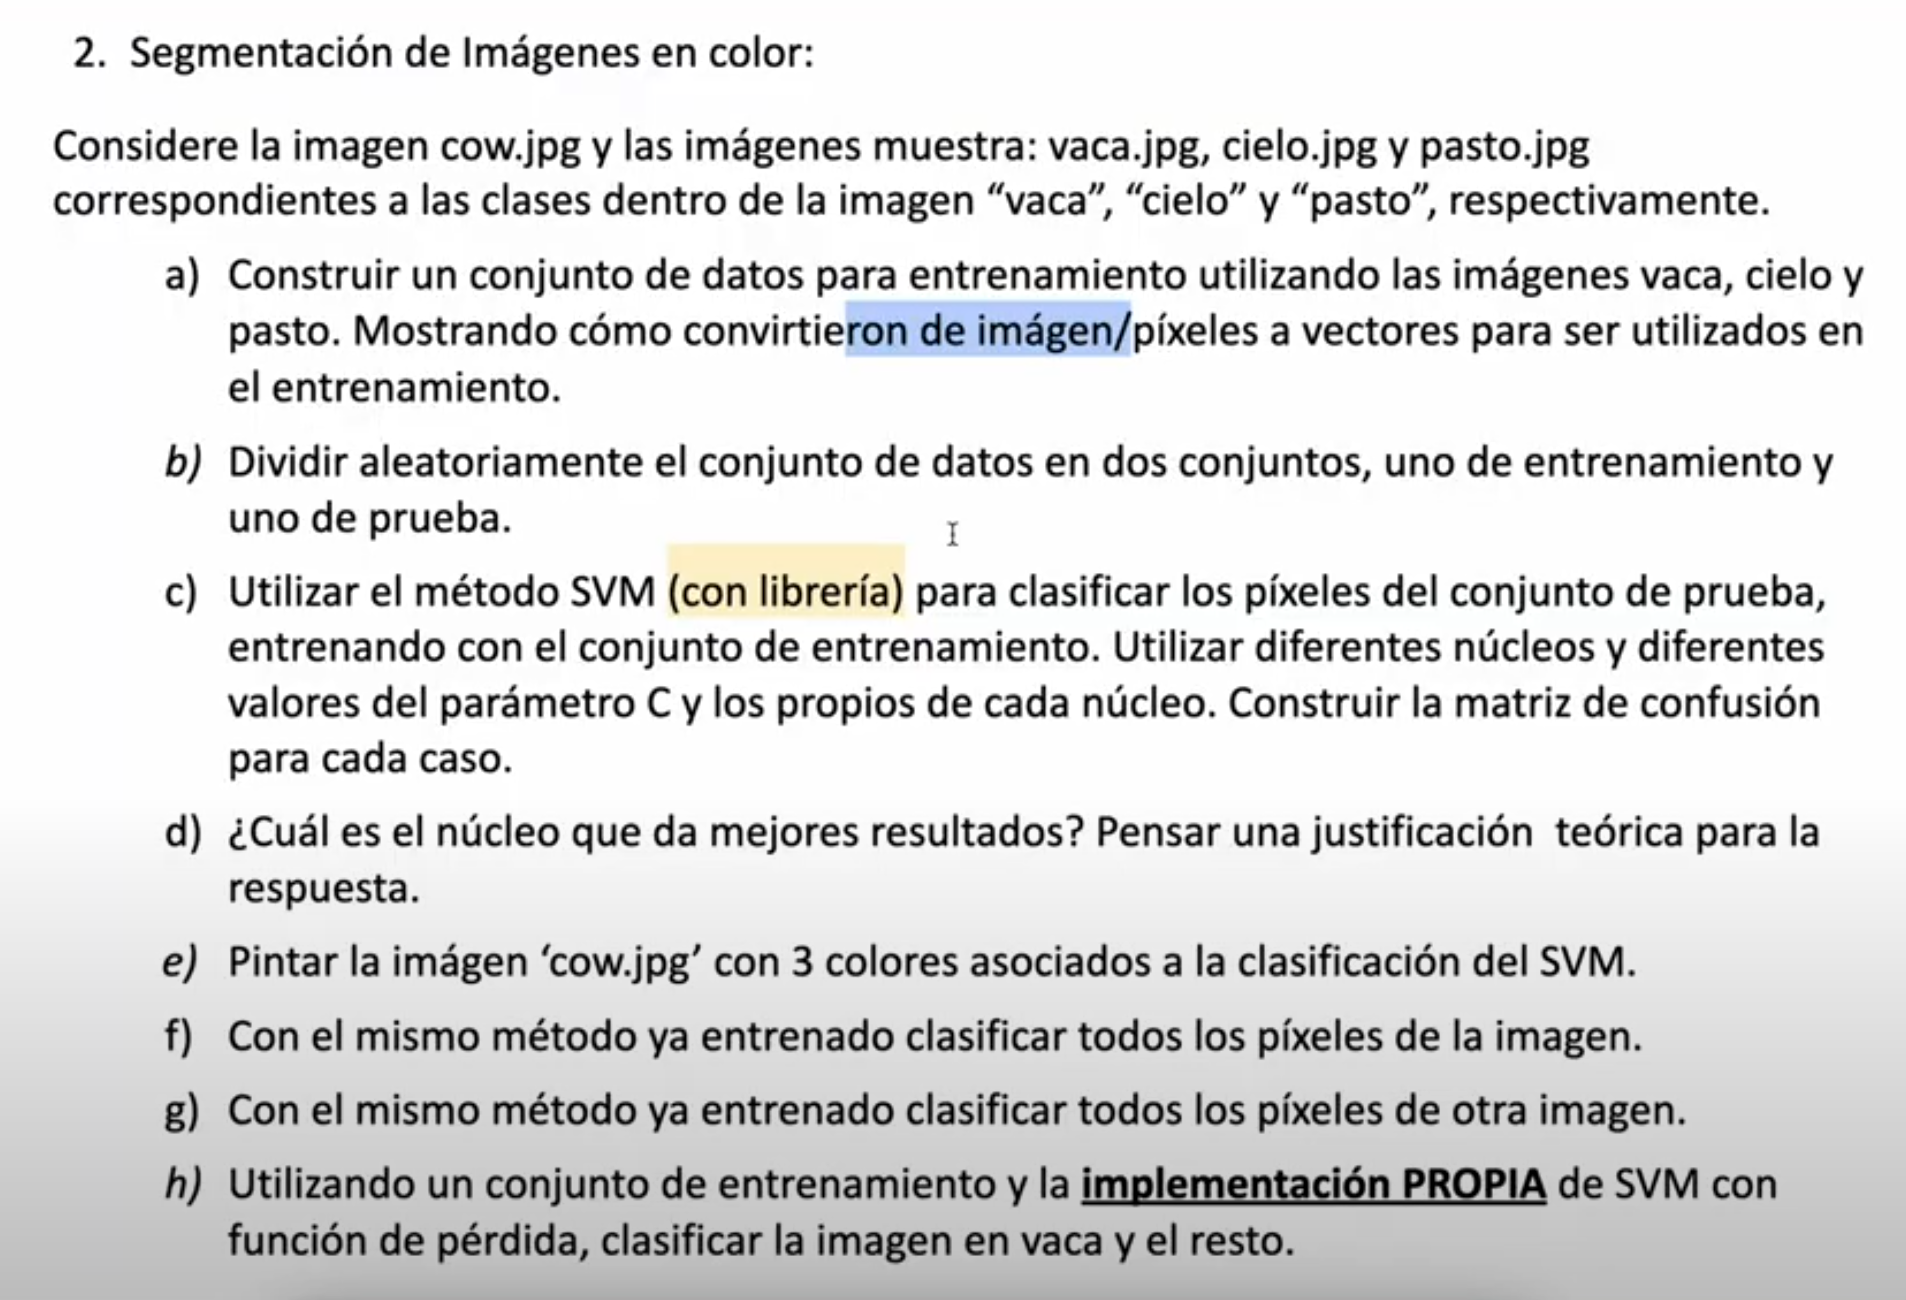 2. Segmentación de Imágenes en color:
Considere la imagen cow.jpg y las imágenes muestra: vaca.jpg, cielo.jpg y pasto.jpg
correspondientes a las clases dentro de la imagen “vaca”, “cielo” y “pasto”, respectivamente.
a) Construir un conjunto de datos para entrenamiento utilizando las imágenes vaca, cielo y
pasto. Mostrando cómo convirtieron de imágen/píxeles a vectores para ser utilizados en
el entrenamiento.
b) Dividir aleatoriamente el conjunto de datos en dos conjuntos, uno de entrenamiento y
uno de prueba.
c) Utilizar el método SVM (con librería) para clasificar los píxeles del conjunto de prueba,
entrenando con el conjunto de entrenamiento. Utilizar diferentes núcleos y diferentes
valores del parámetro C y los propios de cada núcleo. Construir la matriz de confusión
para cada caso.
d) ¿Cuál es el núcleo que da mejores resultados? Pensar una justificación teórica para la
respuesta.
e) Pintar la imágen ‘cow.jpg’ con 3 colores asociados a la clasificación del SVM.
f) Con el mismo método ya entrenado clasificar todos los píxeles de la imagen.
g) Con el mismo método ya entrenado clasificar todos los píxeles de otra imagen.
h) Utilizando un conjunto de entrenamiento y la implementación PROPIA de SVM con
función de pérdida, clasificar la imagen en vaca y el resto.